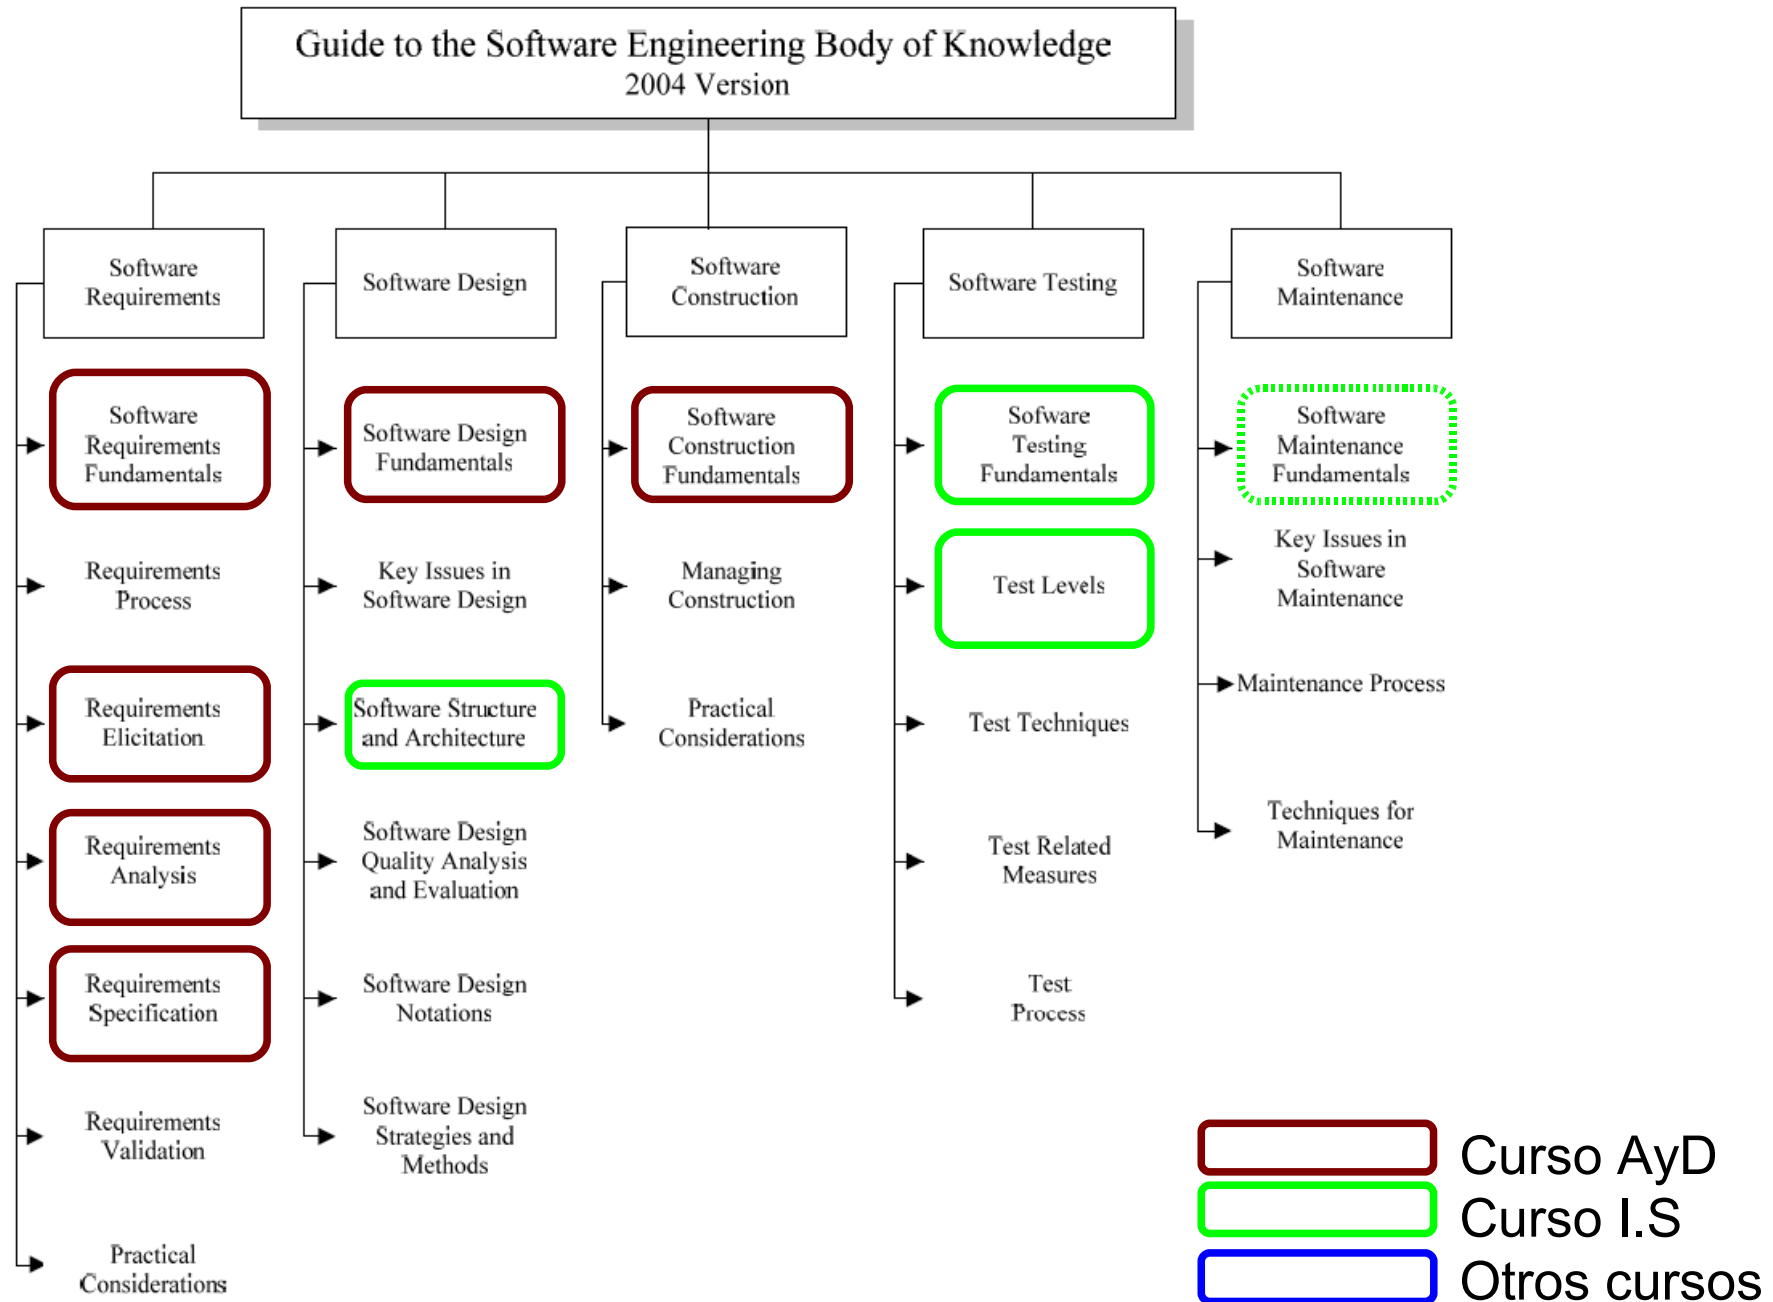 Guide to the Software Engineering Body of Knowledge
2004 Version
Software
Requirements
Software Design
Software
Construction
Software Testing
Software
Maintenance
Software
Requirements
Fundamentals
Requirements
Process
Requirements
Elicitation
Requirements
Analysis
Requirements
Specification
Requirements
Validation
Practical
Considerations
Software Design
Fundamentals
Key Issues in
Software Design
Software Structure
and Architecture
Software Design
Quality Analysis
and Evaluation
Software Design
Notations
Software Design
Strategies and
Methods
Software
Construction
Fundamentals
Managing
Construction
Practical
Considerations
Sofware
Testing
Fundamentals
Test Levels
Test Techniques
Test Related
Measures
Test
Process
Software
Maintenance
Fundamentals
Key Issues in
Software
Maintenance
Maintenance Process
Techniques for
Maintenance
Curso AyD
Curso I.S
Otros cursos